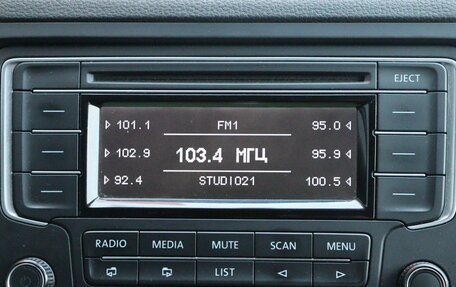 EJECT
▷ 101.1 FM1 95.0 ◁
▷ 102.9 103.4 МГЦ 95.9 ◁
▷ 92.4 STUDIO21 100.5 ◁
RADIO MEDIA MUTE SCAN MENU
LIST ◁ ▷